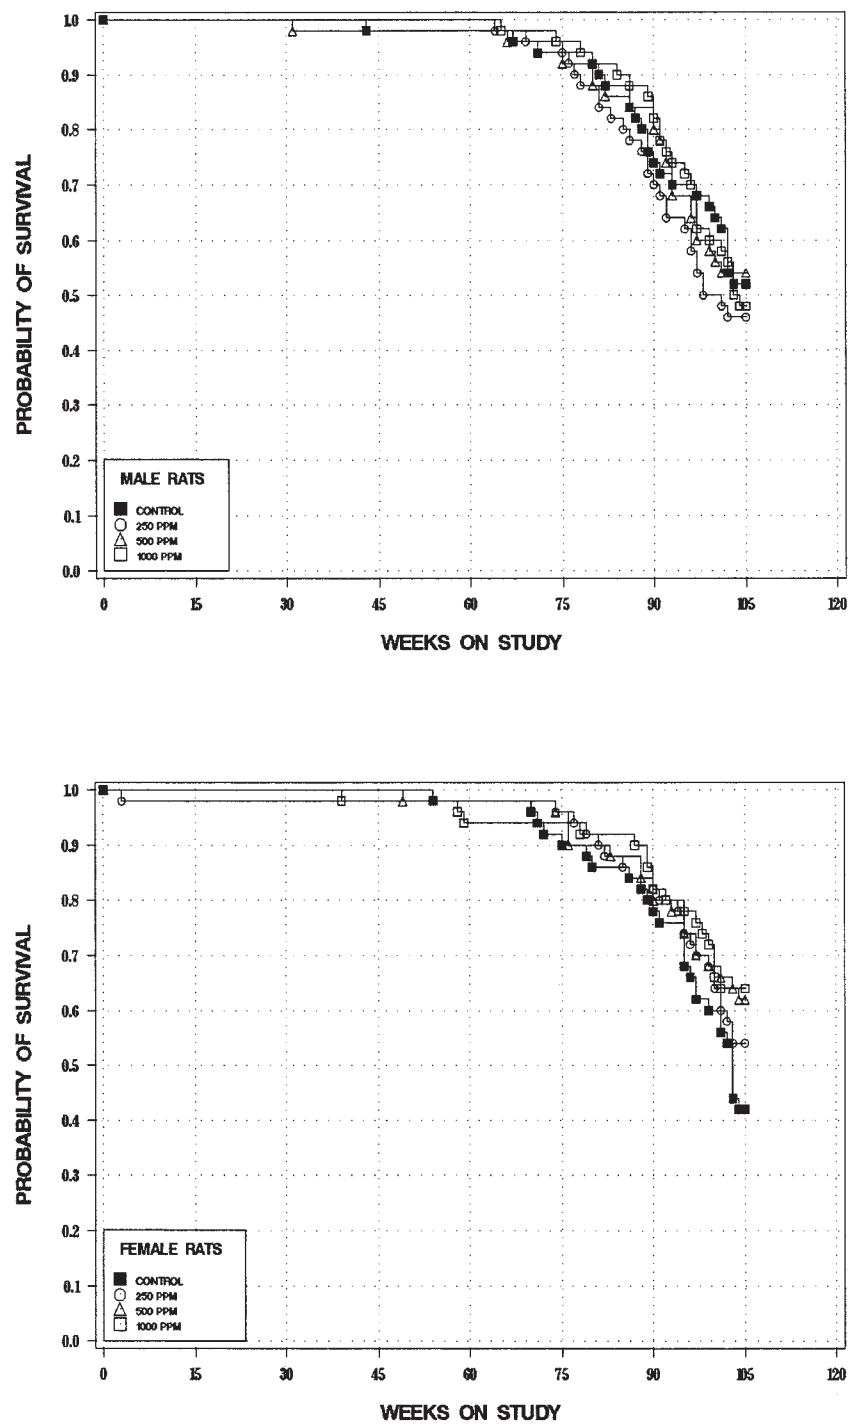 1.0
0.9
0.8
0.7
0.6
0.5
0.4
0.3
0.2
0.1
0.0
PROBABILITY OF SURVIVAL
MALE RATS
CONTROL
250 PPM
500 PPM
1000 PPM
0 15 30 45 60 75 90 105 120
WEEKS ON STUDY
1.0
0.9
0.8
0.7
0.6
0.5
0.4
0.3
0.2
0.1
0.0
PROBABILITY OF SURVIVAL
FEMALE RATS
CONTROL
250 PPM
500 PPM
1000 PPM
0 15 30 45 60 75 90 105 120
WEEKS ON STUDY